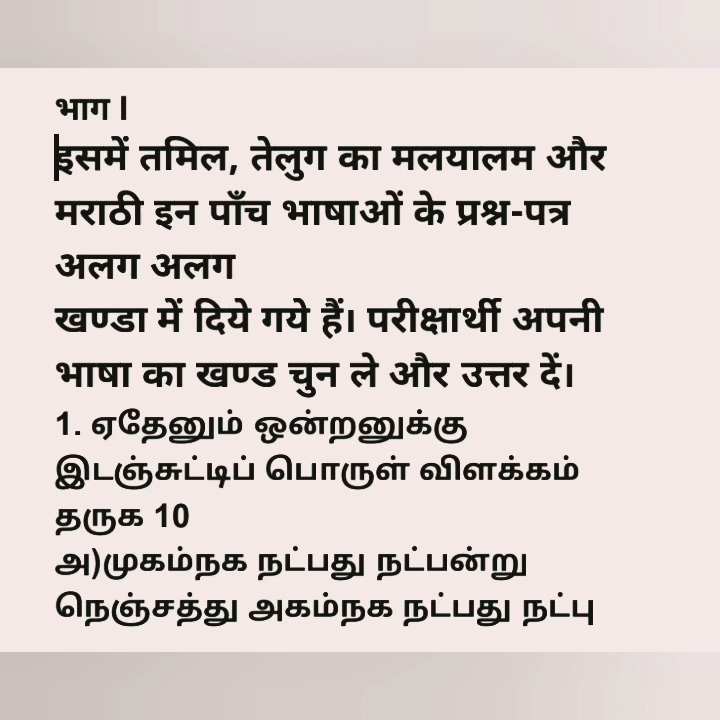 भाग I
इसमें तमिल, तेलुग का मलयालम और
मराठी इन पाँच भाषाओं के प्रश्न-पत्र
अलग अलग
खण्डा में दिये गये हैं। परीक्षार्थी अपनी
भाषा का खण्ड चुन ले और उत्तर दें।
1. ஏதேனும் ஒன்றனுக்கு
இடஞ்சுட்டிப் பொருள் விளக்கம்
தருக 10
அ)முகம்நக நட்பது நட்பன்று
நெஞ்சத்து அகம்நக நட்பது நட்பு